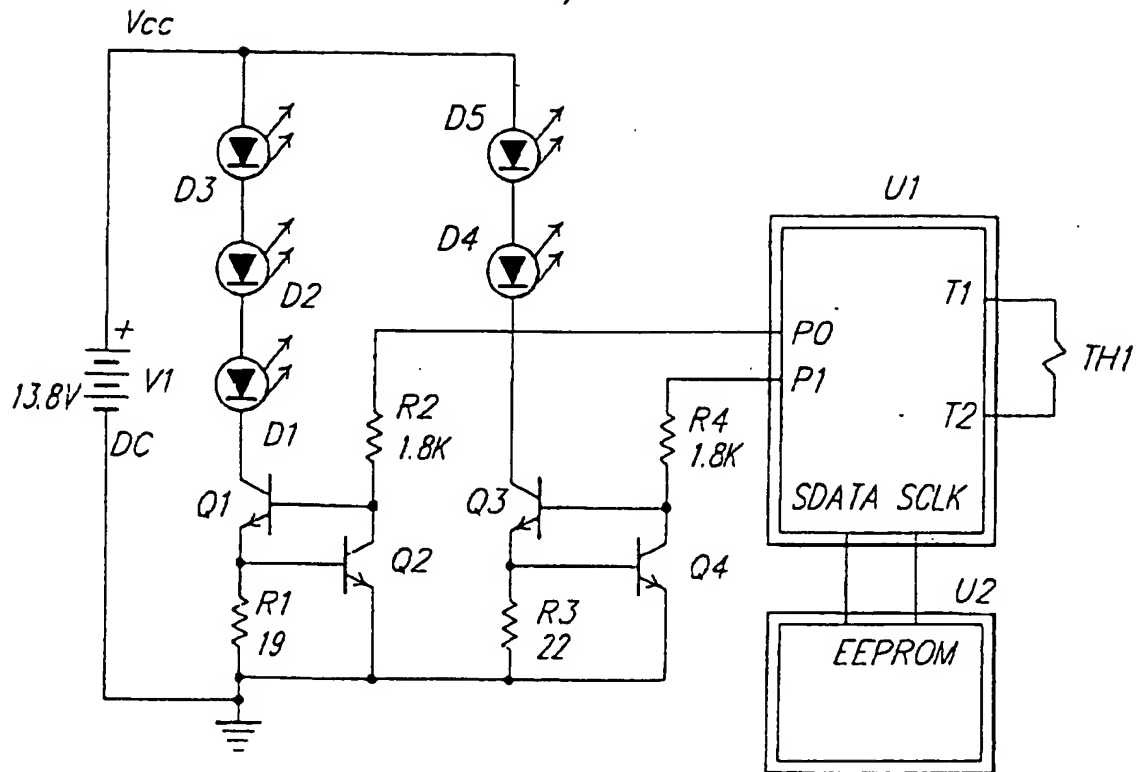 Vcc
D3
D2
D1
D5
D4
U1
P0
P1
T1
T2
TH1
SDATA SCLK
+
13.8V
V1
DC
R2
1.8K
R4
1.8K
Q1
Q2
Q3
Q4
R1
19
R3
22
U2
EEPROM